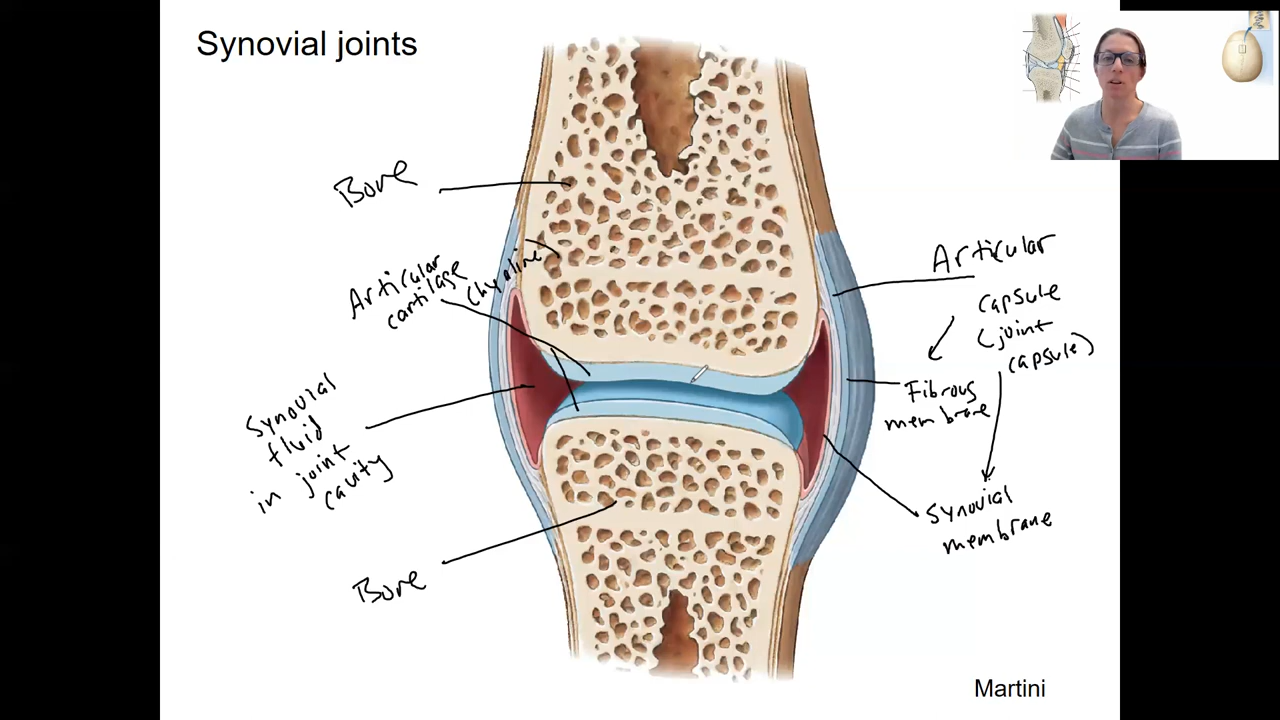 Synovial joints
Bone
Articular
cartilage
(hyaline)
Synovial
fluid
in joint
cavity
Bone
Articular
capsule
(joint
capsule)
Fibrous
membrane
Synovial
membrane
Martini